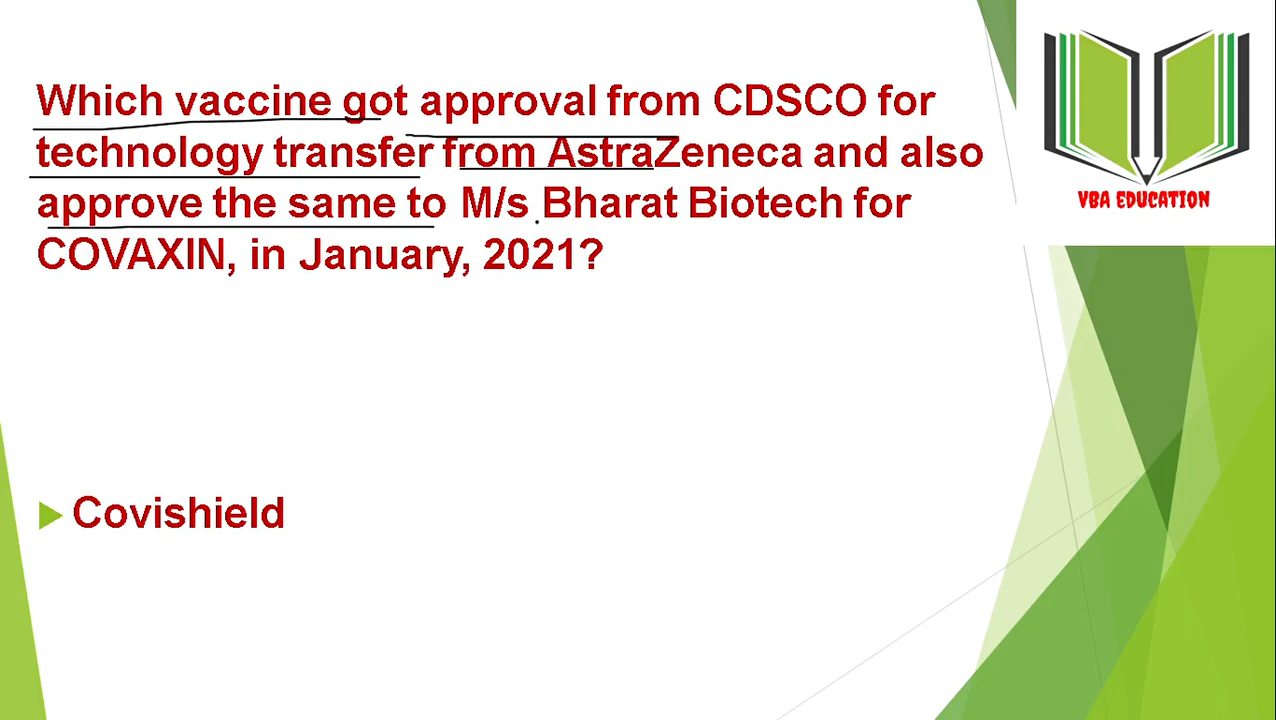 Which vaccine got approval from CDSCO for
technology transfer from AstraZeneca and also
approve the same to M/s Bharat Biotech for
COVAXIN, in January, 2021?
VBA EDUCATION
Covishield